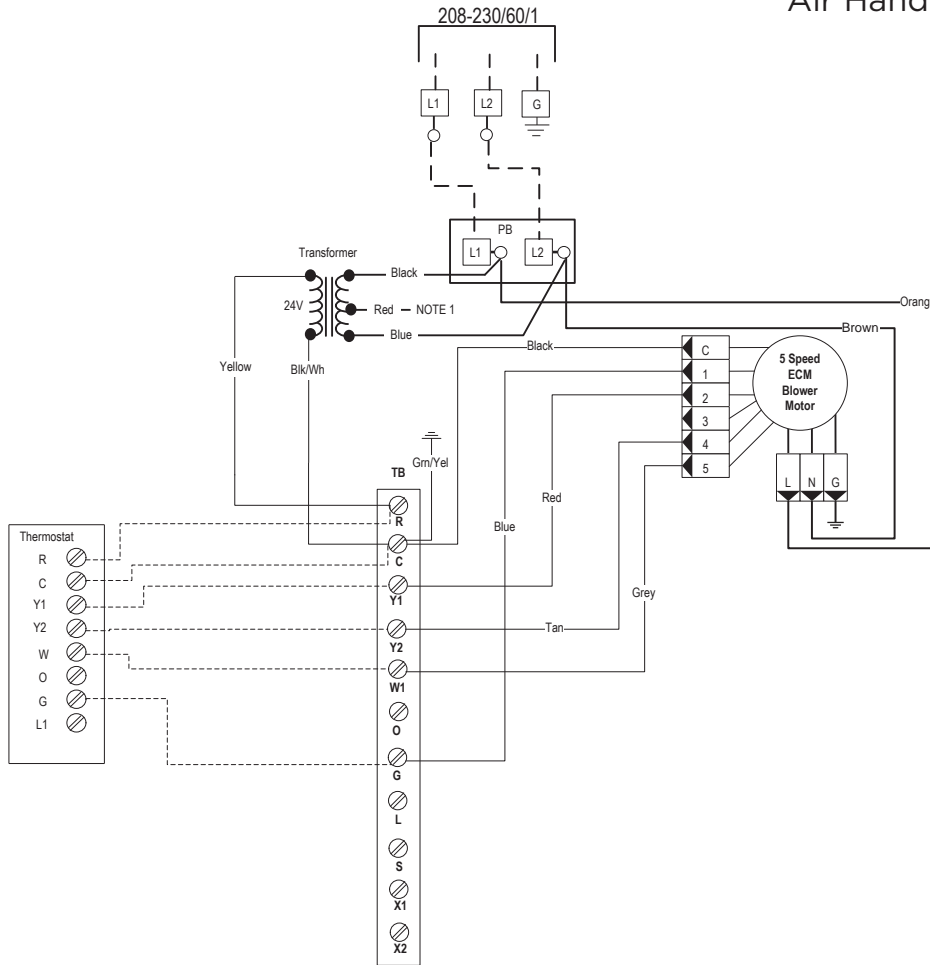 Air Hand
208-230/60/1
L1 L2 G
PB
L1 L2
Transformer
Black
24V
Red – NOTE 1
Blue
Orang
Brown
Yellow
Blk/Wh
Black
C
1
2
3
4
5
5 Speed
ECM
Blower
Motor
L N G
Grn/Yel
TB
Red
Blue
Grey
Tan
Thermostat
R
C
Y1
Y2
W
O
G
L1
R
C
Y1
Y2
W1
O
G
L
S
X1
X2